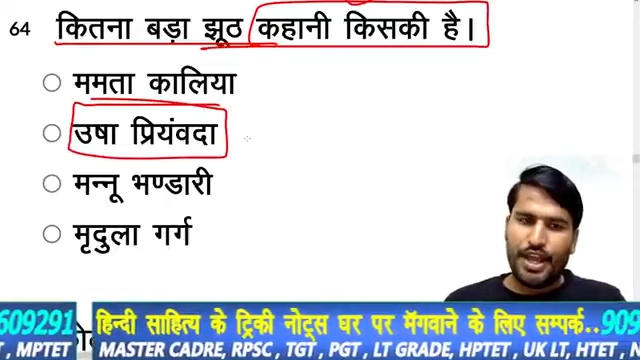 64 कितना बड़ा झूठ कहानी किसकी है।
ममता कालिया
उषा प्रियंवदा
मन्नू भण्डारी
मृदुला गर्ग
609291 हिन्दी साहित्य के ट्रिकी नोट्स घर पर मॅगवाने के लिए सम्पर्क..909
, MPTET MASTER CADRE, RPSC , TGT , PGT , LT GRADE, HPTET , UK LT, HTET ,